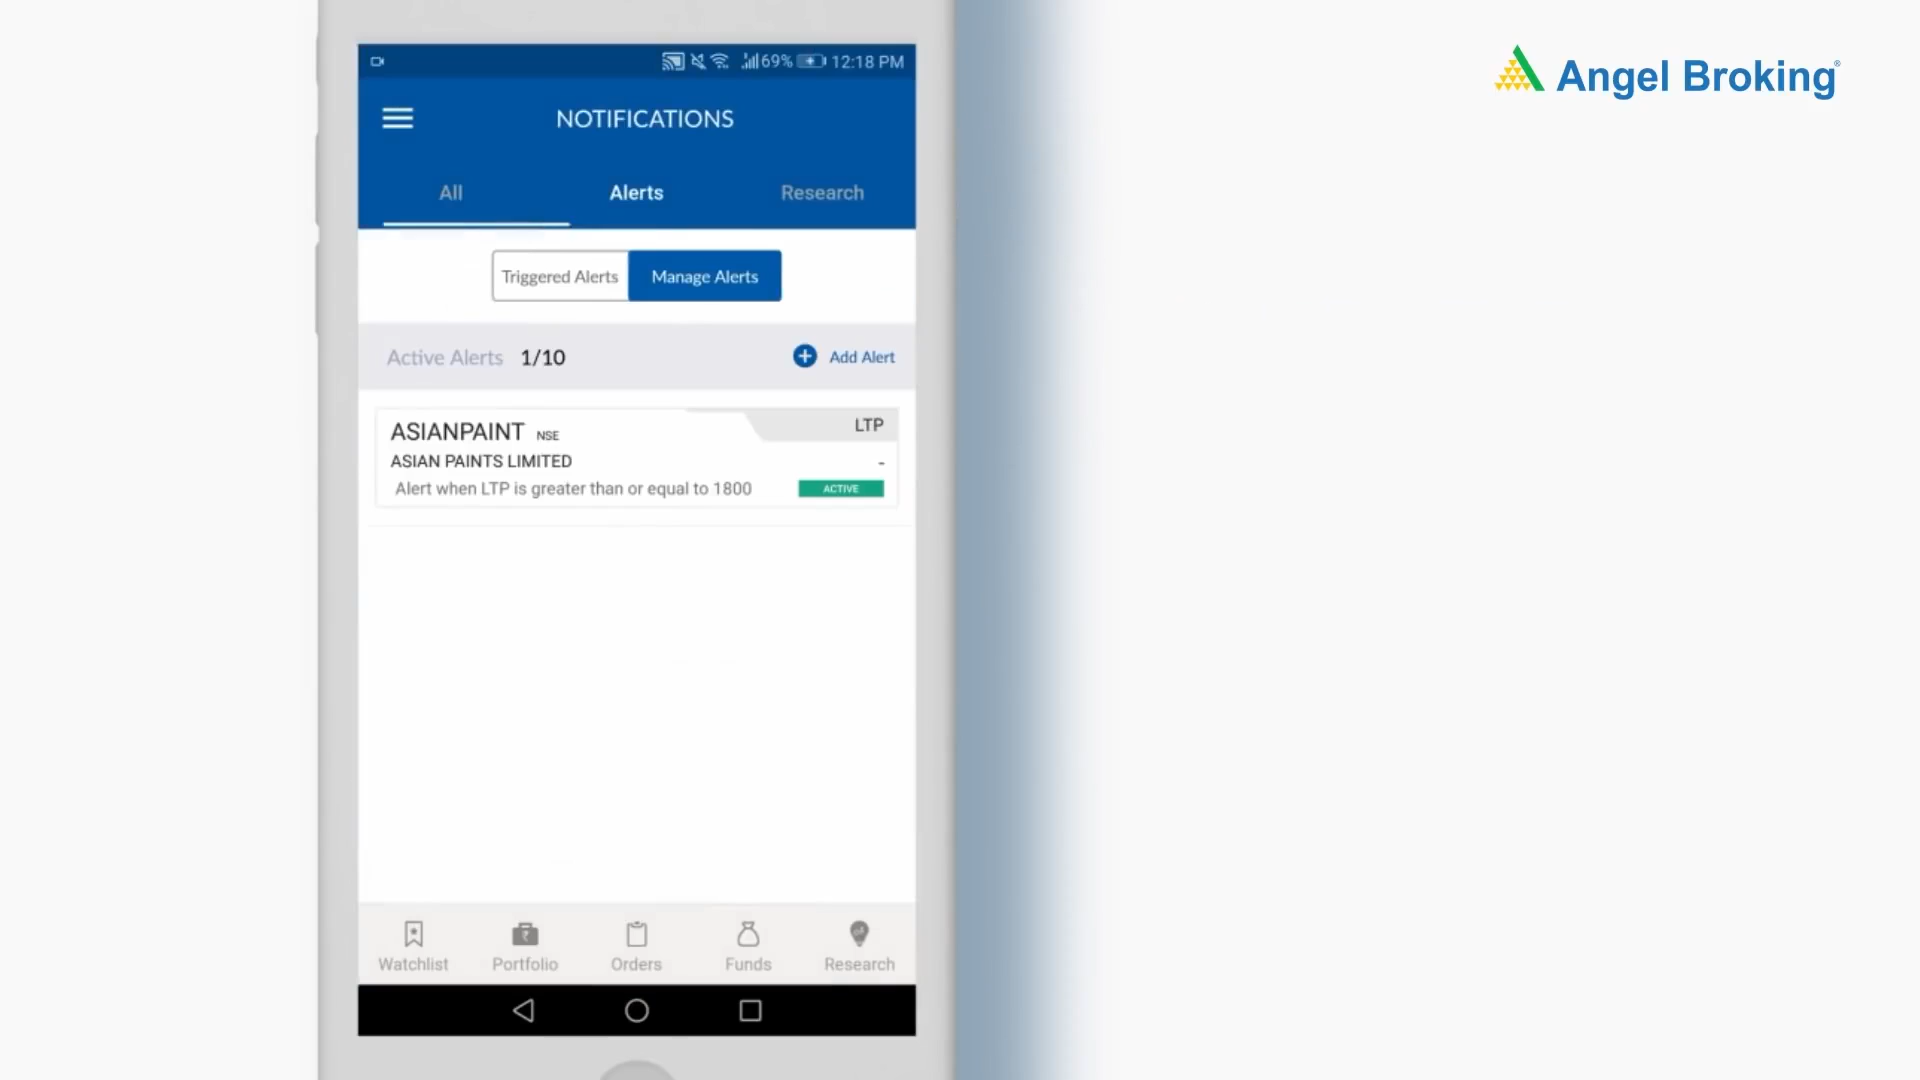 Angel Broking®
69% 12:18 PM
NOTIFICATIONS
All Alerts Research
Triggered Alerts Manage Alerts
Active Alerts 1/10 Add Alert
ASIANPAINT NSE LTP
ASIAN PAINTS LIMITED -
Alert when LTP is greater than or equal to 1800 ACTIVE
Watchlist Portfolio Orders Funds Research